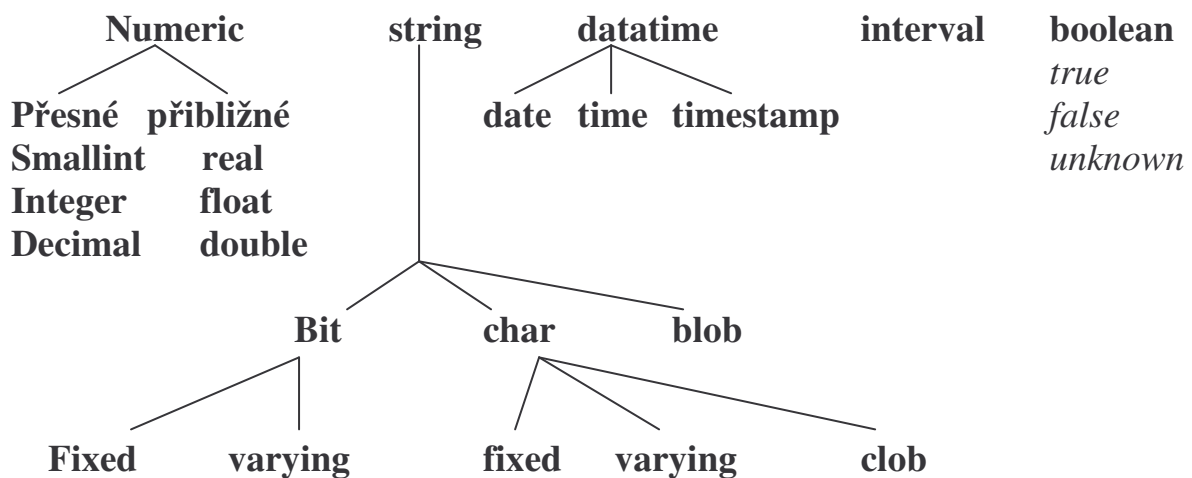 Numeric string datatime interval boolean
true
Přesné přibližné date time timestamp false
Smallint real unknown
Integer float
Decimal double
Bit char blob
Fixed varying fixed varying clob